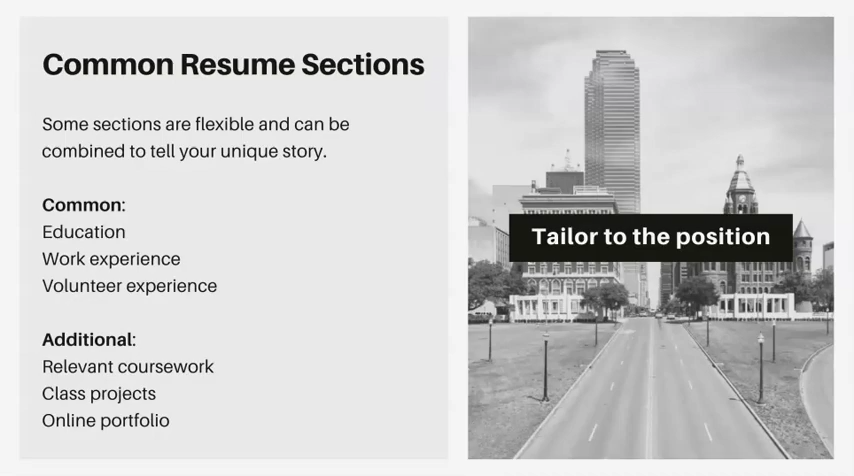 Common Resume Sections
Some sections are flexible and can be
combined to tell your unique story.
Common:
Education
Work experience
Volunteer experience
Additional:
Relevant coursework
Class projects
Online portfolio
Tailor to the position